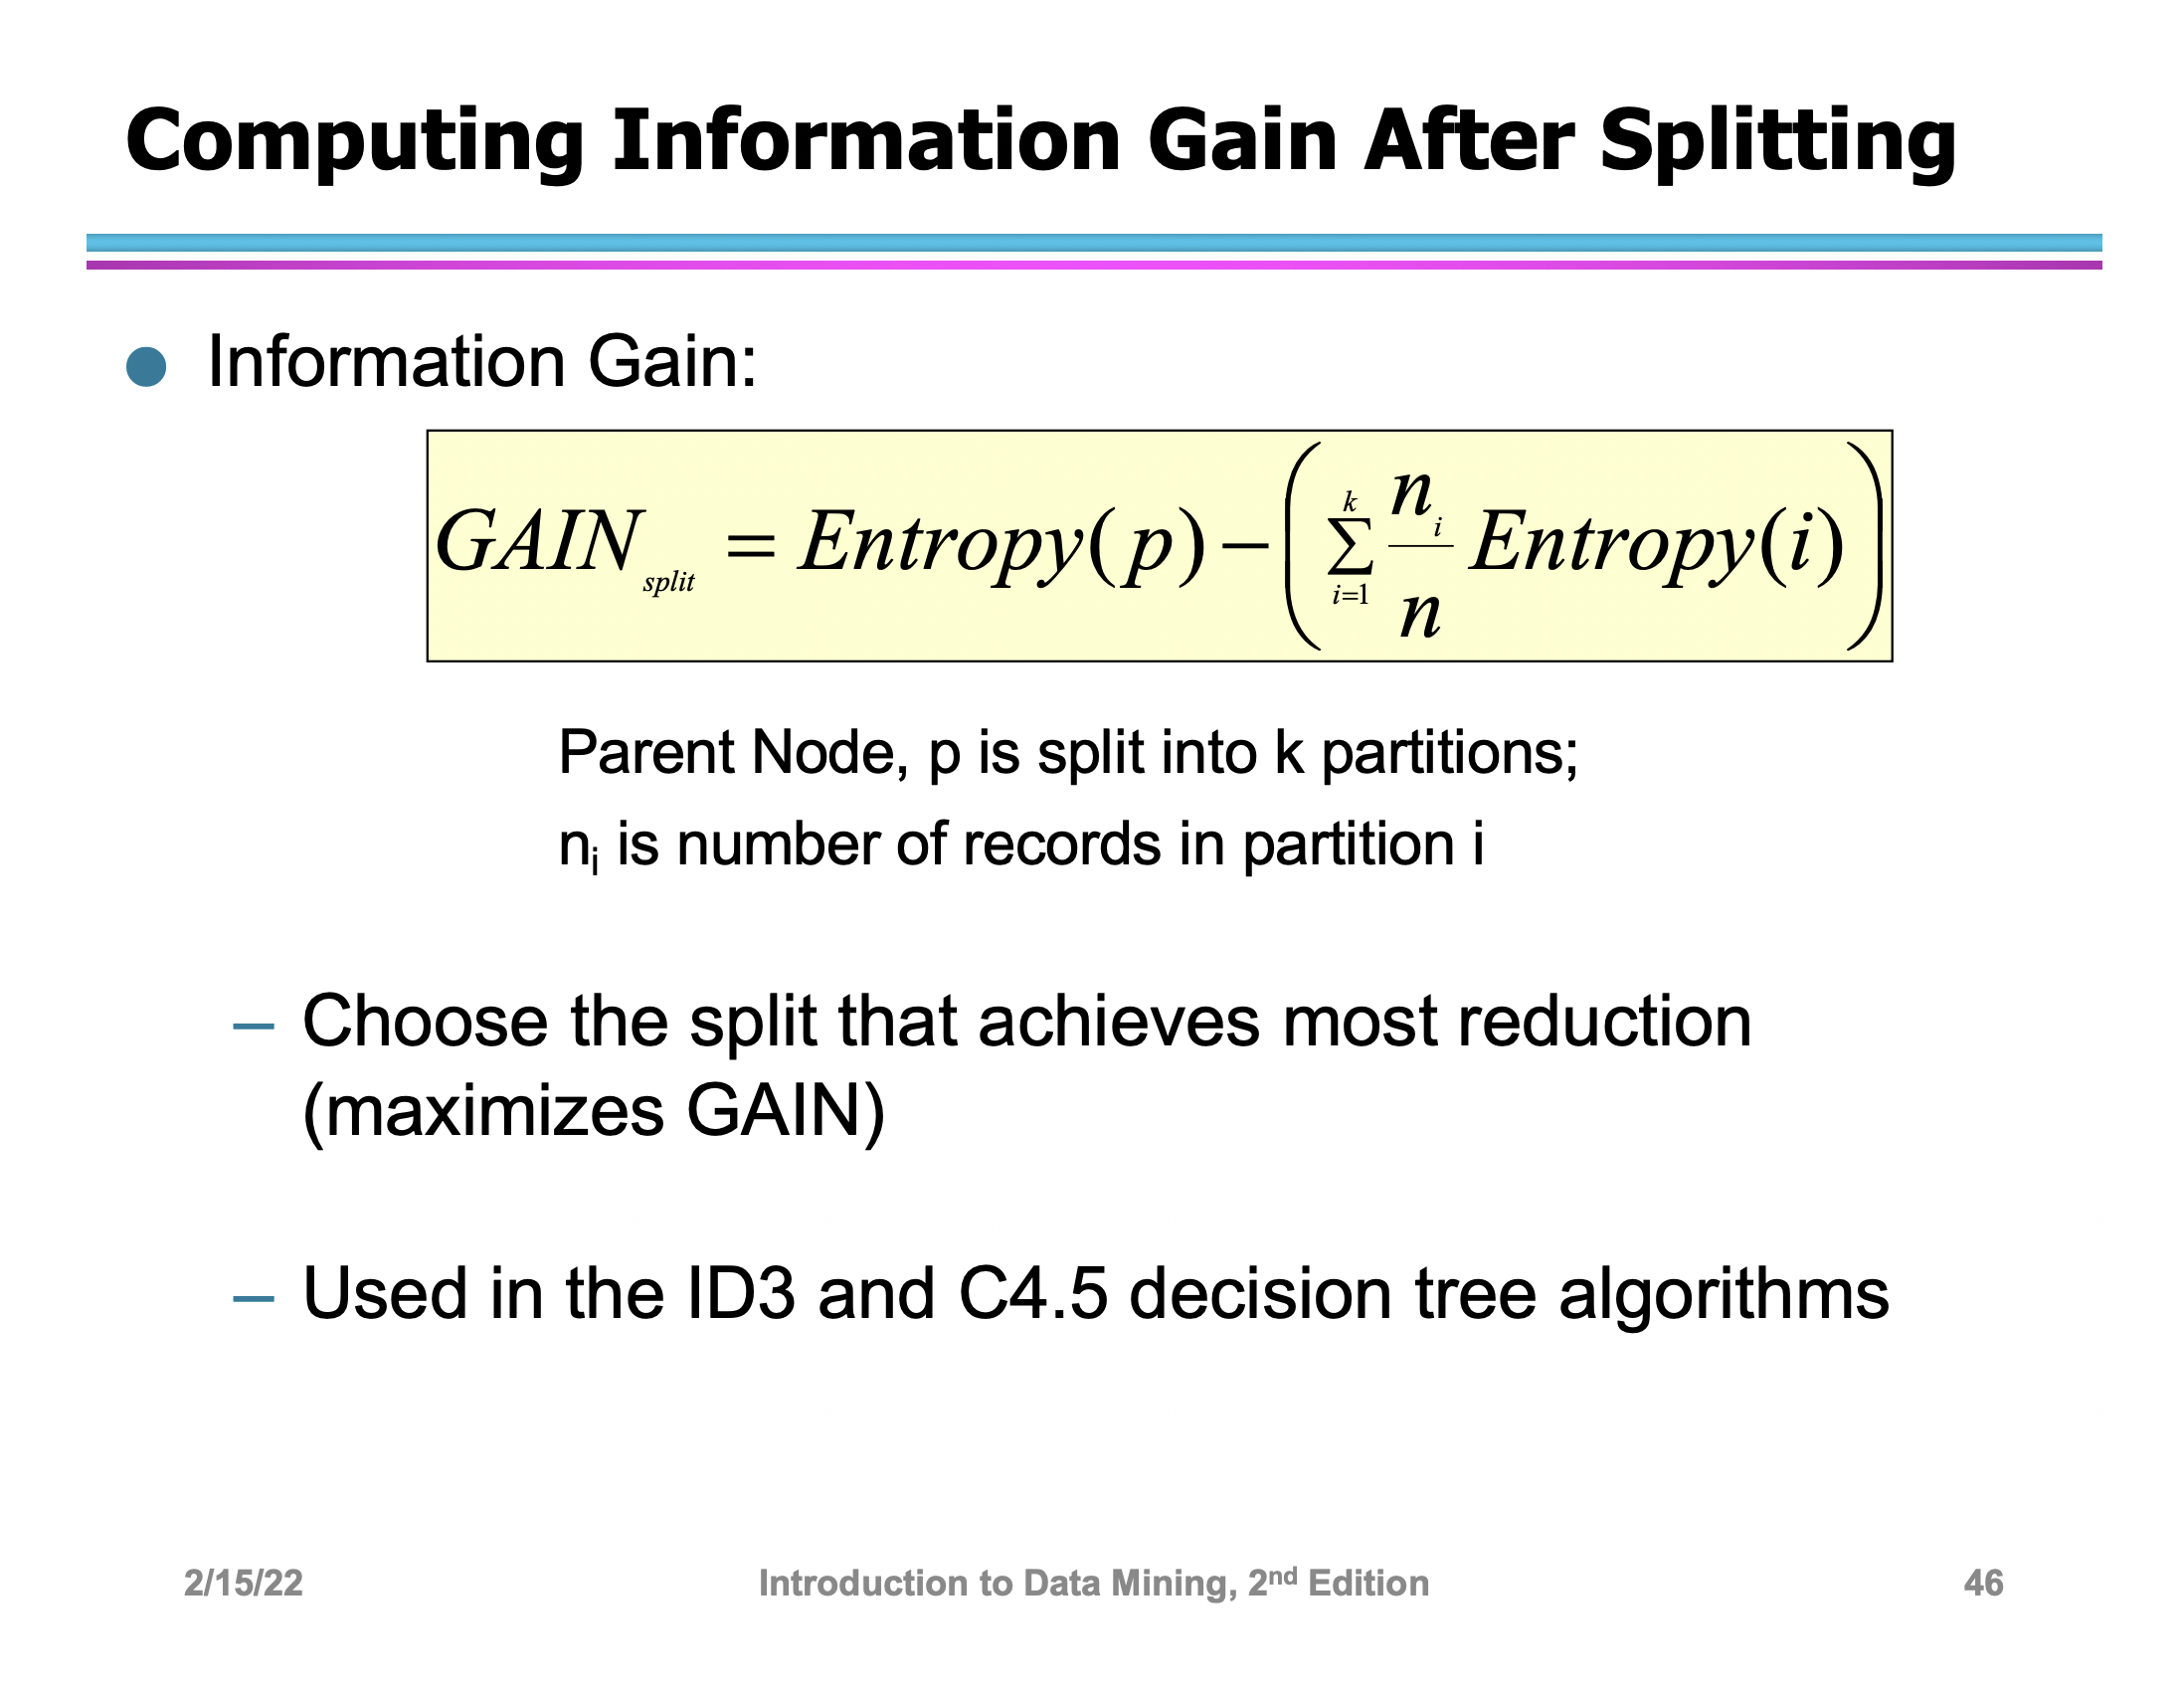 Computing Information Gain After Splitting
● Information Gain:
$GAIN_{split} = Entropy(p) - \left( \sum_{i=1}^{k} \frac{n_i}{n} Entropy(i) \right)$
Parent Node, p is split into k partitions;
n_i is number of records in partition i
– Choose the split that achieves most reduction
(maximizes GAIN)
– Used in the ID3 and C4.5 decision tree algorithms
2/15/22 Introduction to Data Mining, 2nd Edition 46